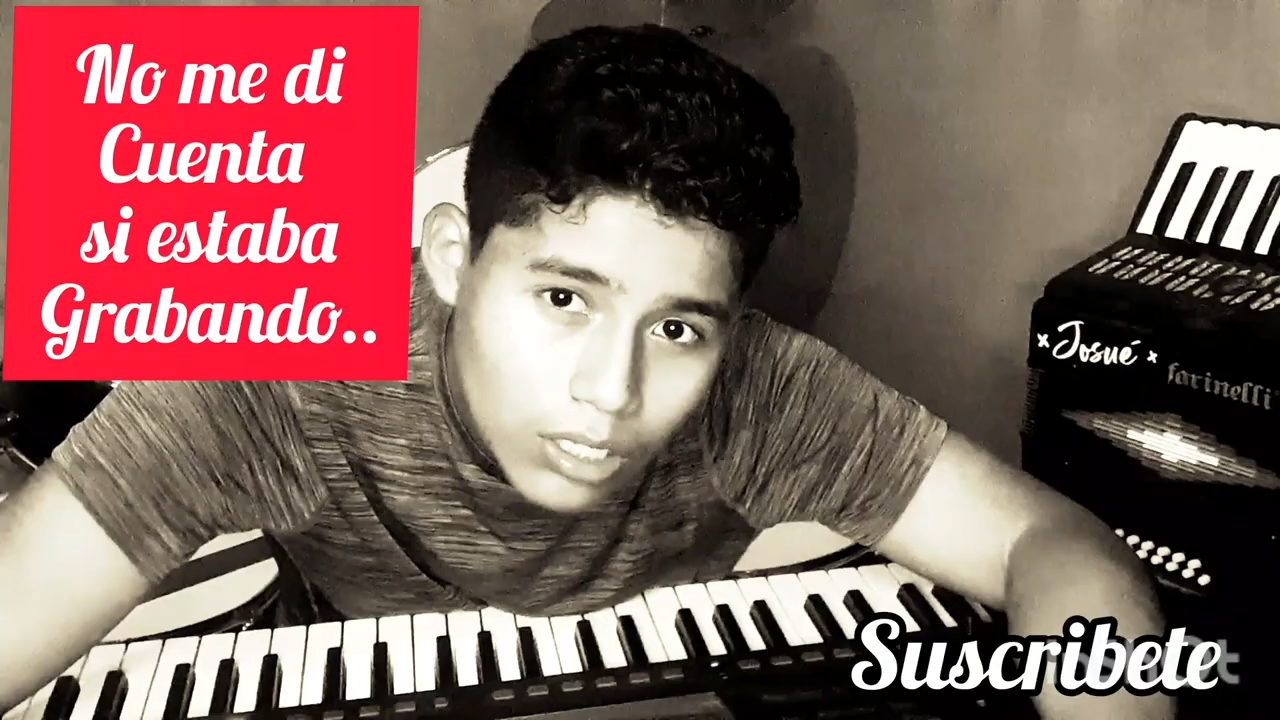 No me di
Cuenta
si estaba
Grabando..
× Josué ×
farinelli
Suscribete